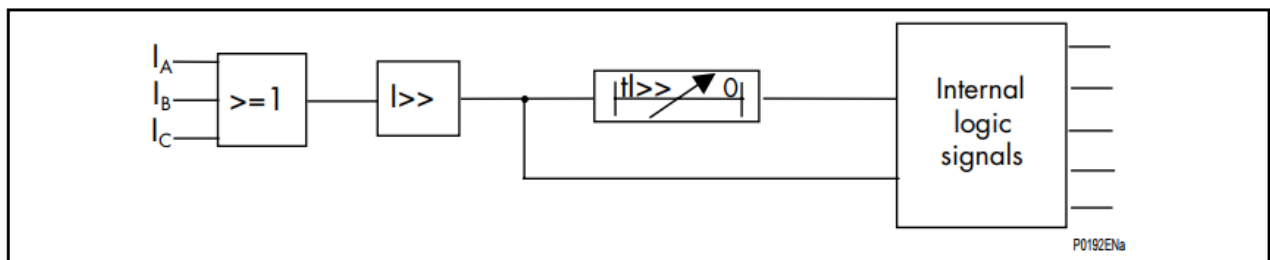 IA
IB
IC
>=1
I>>
tI>> 0
Internal
logic
signals
P0192ENa